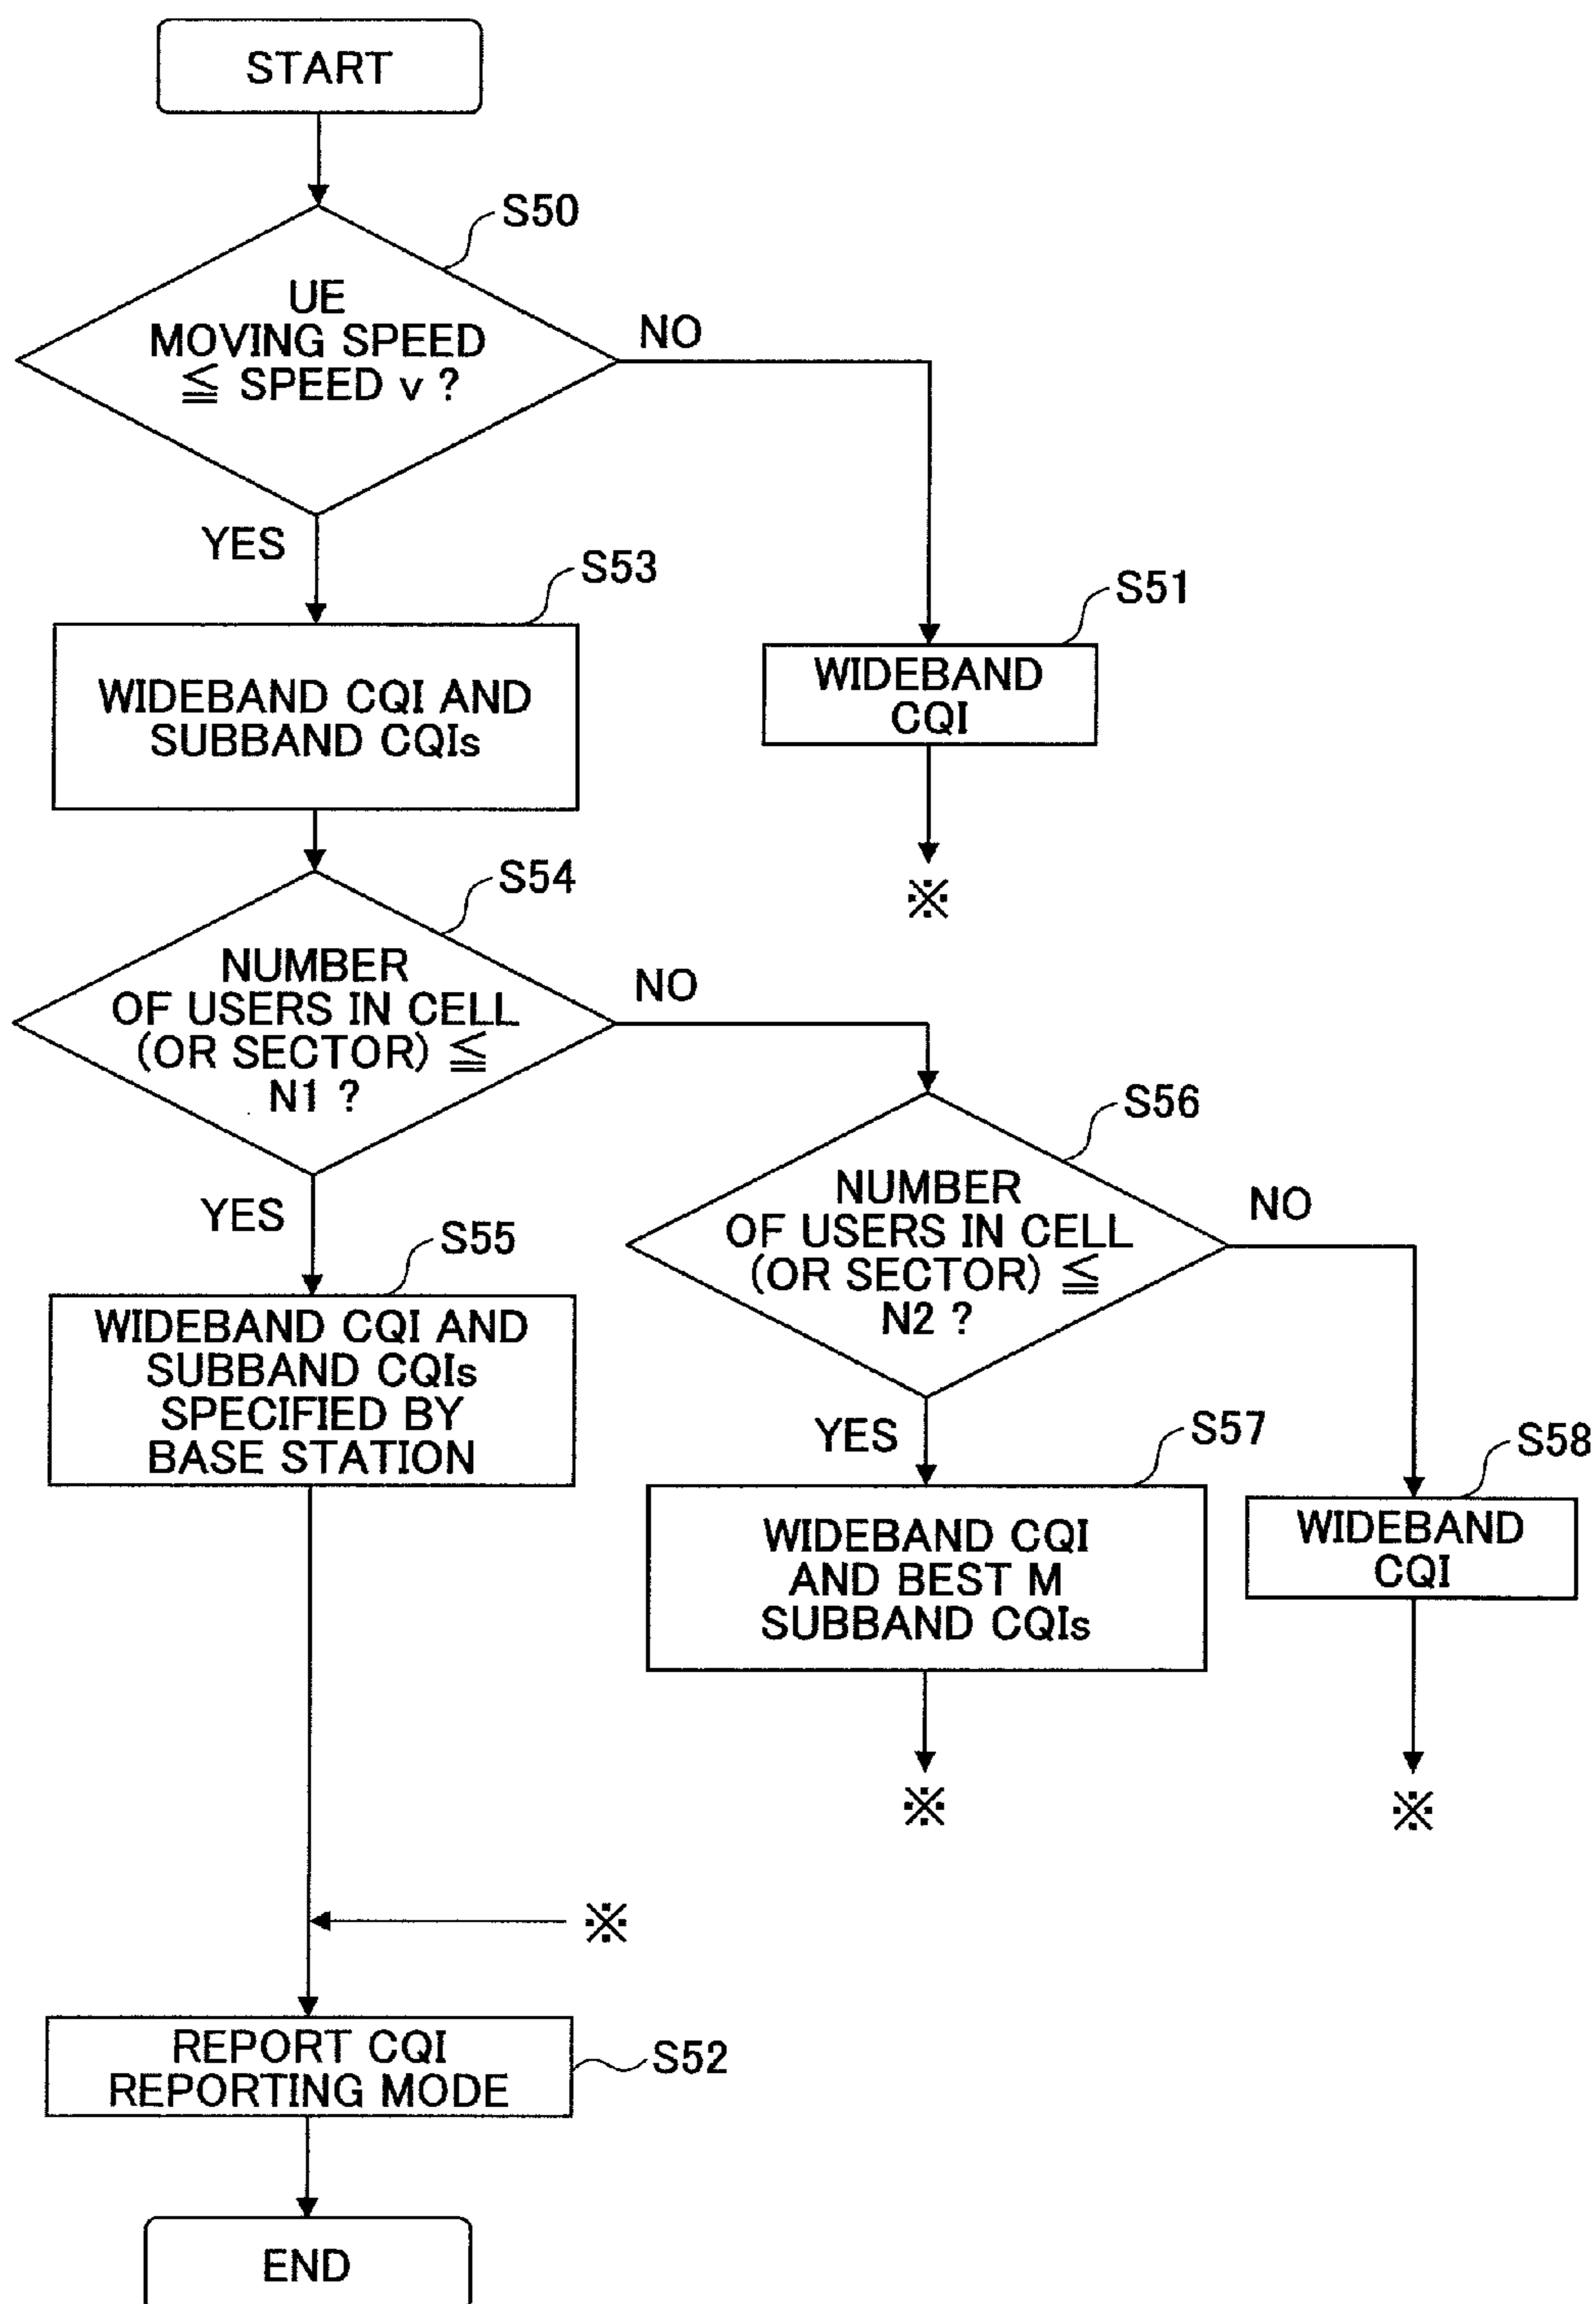 START
S50
UE
MOVING SPEED
≦ SPEED v ?
NO
YES
S53
S51
WIDEBAND CQI AND
SUBBAND CQIs
WIDEBAND
CQI
※
S54
NUMBER
OF USERS IN CELL
(OR SECTOR) ≦
N1 ?
NO
YES
S56
NUMBER
OF USERS IN CELL
(OR SECTOR) ≦
N2 ?
NO
YES
S55
WIDEBAND CQI AND
SUBBAND CQIs
SPECIFIED BY
BASE STATION
S57
WIDEBAND CQI
AND BEST M
SUBBAND CQIs
※
S58
WIDEBAND
CQI
※
※
REPORT CQI
REPORTING MODE
S52
END